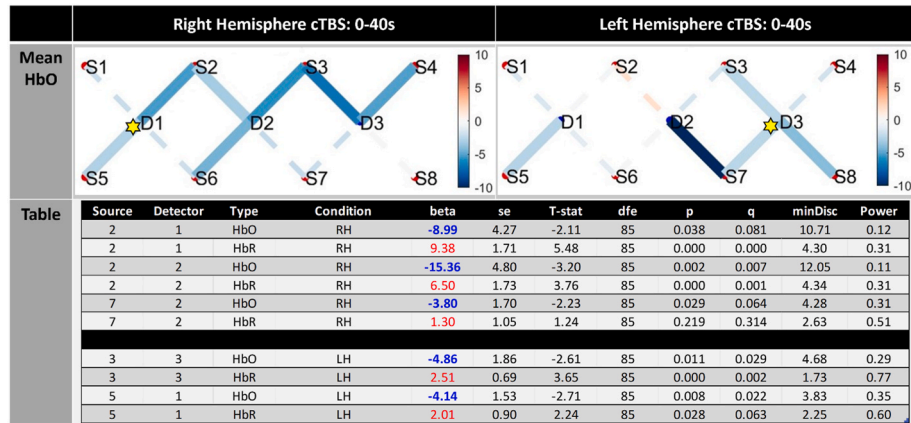 Right Hemisphere cTBS: 0-40s Left Hemisphere cTBS: 0-40s
Mean HbO
S1 S2 S3 S4 10
5
D1 D2 D3 0
-5
S5 S6 S7 S8 -10
S1 S2 S3 S4 10
5
D1 D2 D3 0
-5
S5 S6 S7 S8 -10
Table
Source Detector Type Condition beta se T-stat dfe p q minDisc Power
2 1 HbO RH -8.99 4.27 -2.11 85 0.038 0.081 10.71 0.12
2 1 HbR RH 9.38 1.71 5.48 85 0.000 0.000 4.30 0.31
2 2 HbO RH -15.36 4.80 -3.20 85 0.002 0.007 12.05 0.11
2 2 HbR RH 6.50 1.73 3.76 85 0.000 0.001 4.34 0.31
7 2 HbO RH -3.80 1.70 -2.23 85 0.029 0.064 4.28 0.31
7 2 HbR RH 1.30 1.05 1.24 85 0.219 0.314 2.63 0.51
3 3 HbO LH -4.86 1.86 -2.61 85 0.011 0.029 4.68 0.29
3 3 HbR LH 2.51 0.69 3.65 85 0.000 0.002 1.73 0.77
5 1 HbO LH -4.14 1.53 -2.71 85 0.008 0.022 3.83 0.35
5 1 HbR LH 2.01 0.90 2.24 85 0.028 0.063 2.25 0.60